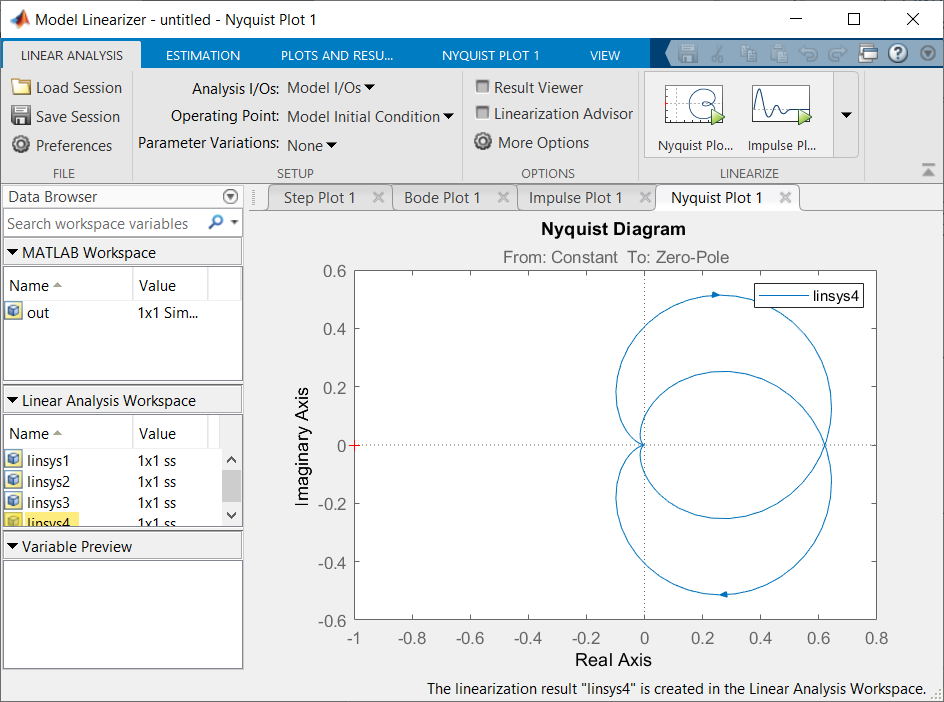 Model Linearizer - untitled - Nyquist Plot 1
LINEAR ANALYSIS ESTIMATION PLOTS AND RESU... NYQUIST PLOT 1 VIEW
Load Session
Save Session
Preferences
FILE
Analysis I/Os: Model I/Os
Operating Point: Model Initial Condition
Parameter Variations: None
SETUP
Result Viewer
Linearization Advisor
More Options
OPTIONS
Nyquist Plo... Impulse Pl...
LINEARIZE
Data Browser
Search workspace variables
MATLAB Workspace
Name Value
out 1x1 Sim...
Linear Analysis Workspace
Name Value
linsys1 1x1 ss
linsys2 1x1 ss
linsys3 1x1 ss
linsys4 1x1 ss
Variable Preview
Step Plot 1 Bode Plot 1 Impulse Plot 1 Nyquist Plot 1
Nyquist Diagram
From: Constant To: Zero-Pole
linsys4
Imaginary Axis
0.6
0.4
0.2
0
-0.2
-0.4
-0.6
-1 -0.8 -0.6 -0.4 -0.2 0 0.2 0.4 0.6 0.8
Real Axis
The linearization result "linsys4" is created in the Linear Analysis Workspace.